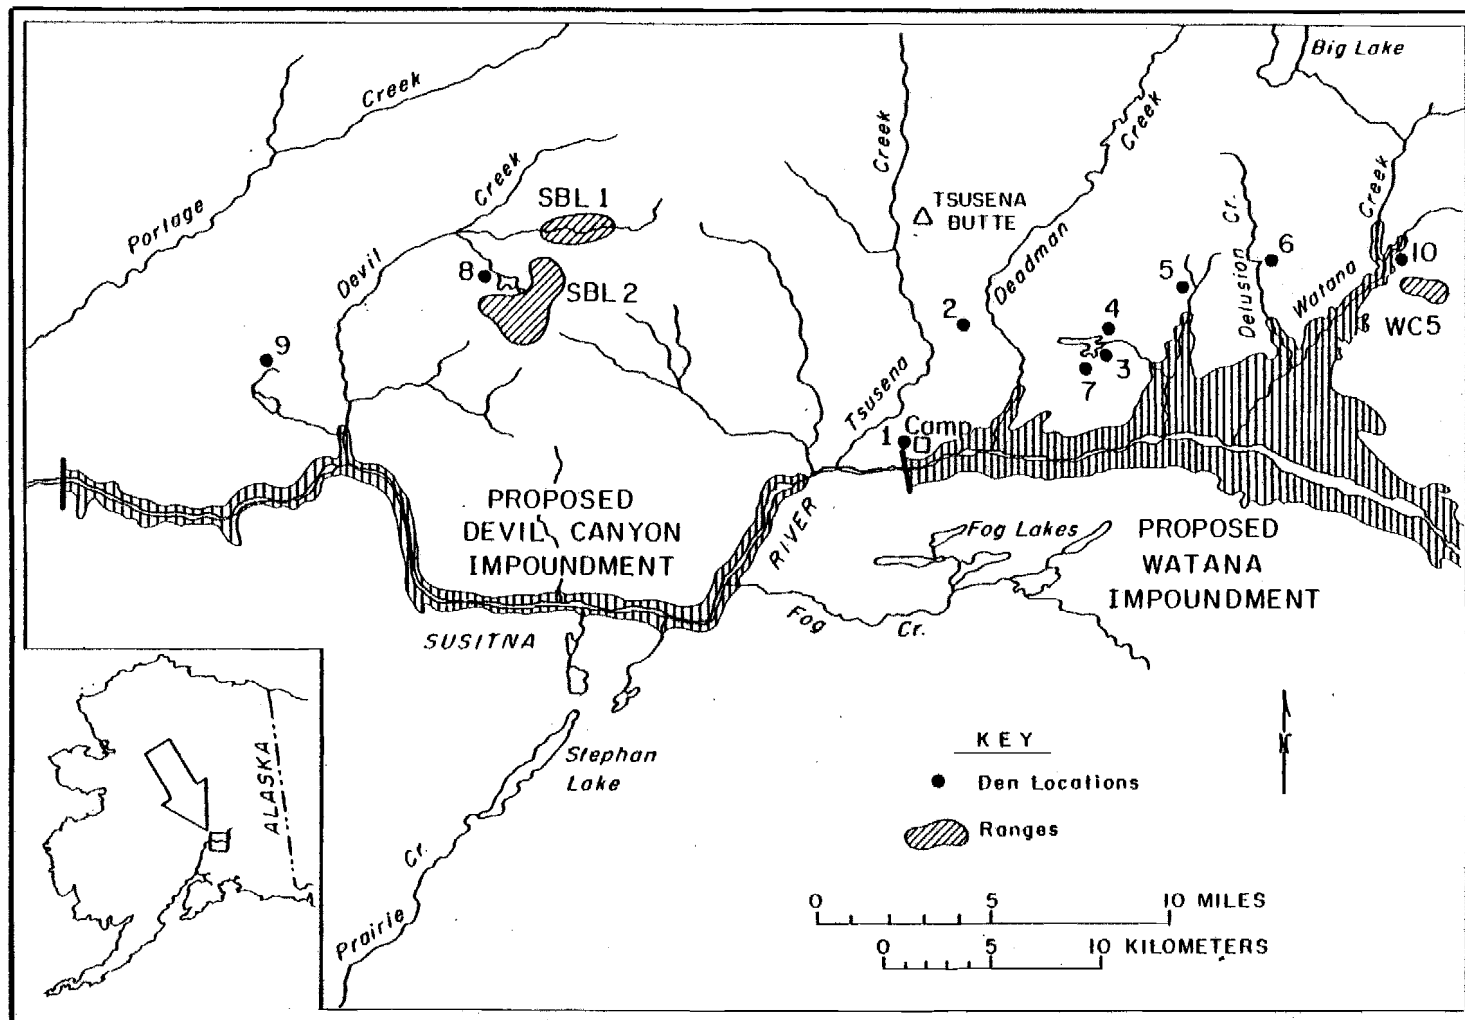 Big Lake
Creek
Portage
Creek
SBL 1
Devil
8
SBL 2
9
Creek
TSUSENA
BUTTE
Creek
Deadman
2
Tsusena
1
Camp
4
3
7
5
Delusion Cr.
6
Creek
Watana
10
WC5
PROPOSED
DEVIL CANYON
IMPOUNDMENT
RIVER
SUSITNA
Fog Lakes
Fog Cr.
PROPOSED
WATANA
IMPOUNDMENT
Stephan
Lake
Prairie Cr.
ALASKA
N
KEY
Den Locations
Ranges
0 5 10 MILES
0 5 10 KILOMETERS